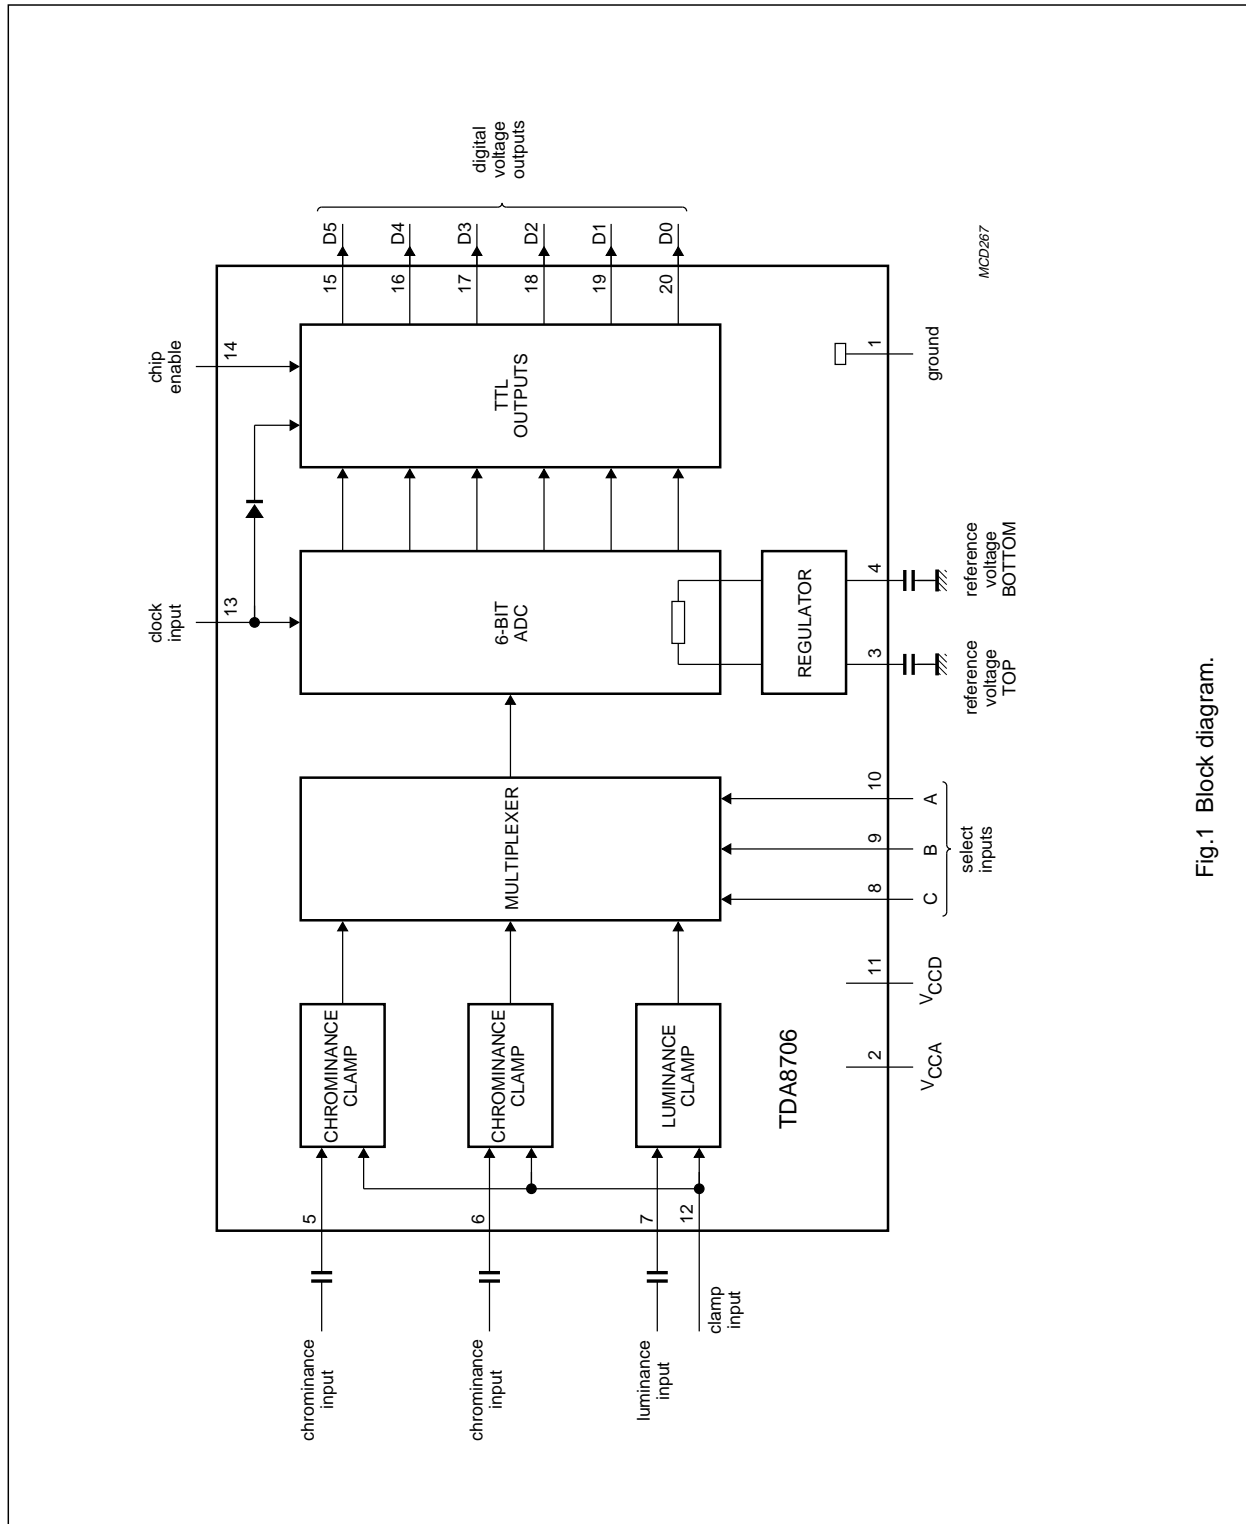 chip
enable
clock
input
14
13
digital
voltage
outputs
D5
D4
D3
D2
D1
D0
15
16
17
18
19
20
TTL
OUTPUTS
6-BIT
ADC
MULTIPLEXER
REGULATOR
CHROMINANCE
CLAMP
CHROMINANCE
CLAMP
LUMINANCE
CLAMP
5
6
7
12
chrominance
input
chrominance
input
luminance
input
clamp
input
TDA8706
2
VCCA
11
VCCD
8
9
10
C
B
A
select
inputs
3
4
reference
voltage
TOP
reference
voltage
BOTTOM
1
ground
MCD267
Fig.1 Block diagram.